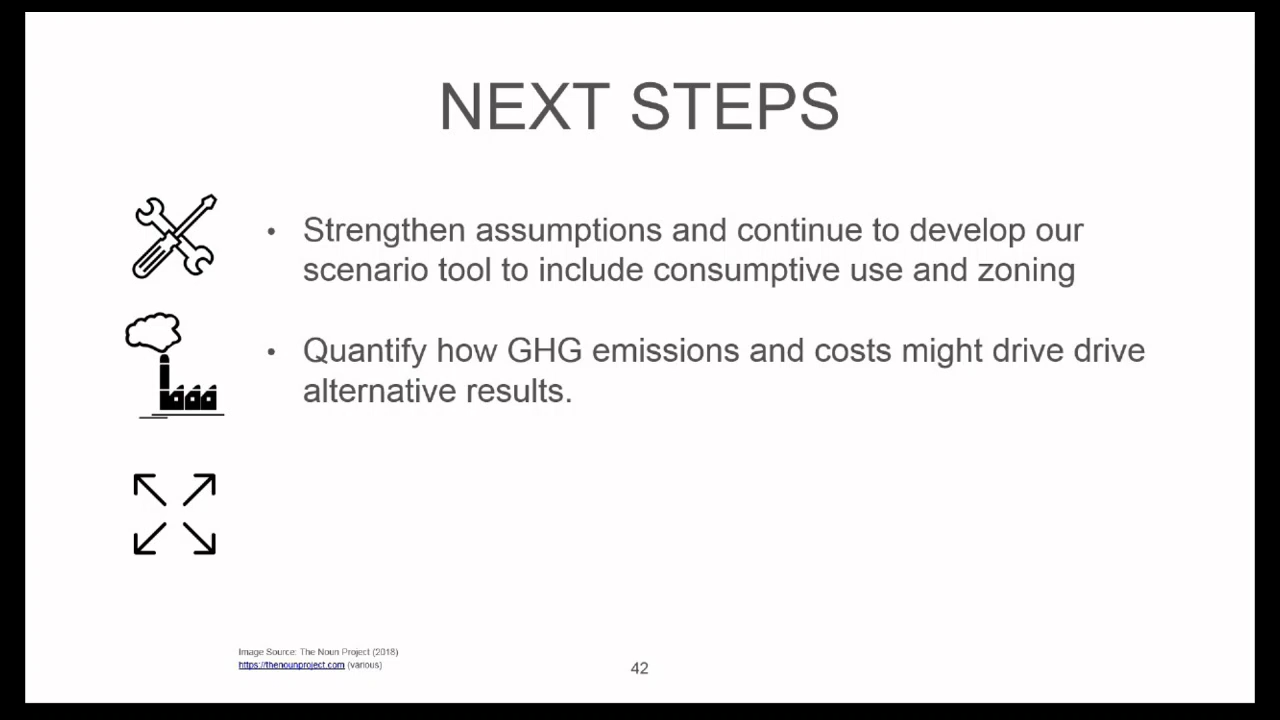 NEXT STEPS
• Strengthen assumptions and continue to develop our
scenario tool to include consumptive use and zoning
• Quantify how GHG emissions and costs might drive drive
alternative results.
Image Source: The Noun Project (2018)
https://thenounproject.com (various)
42